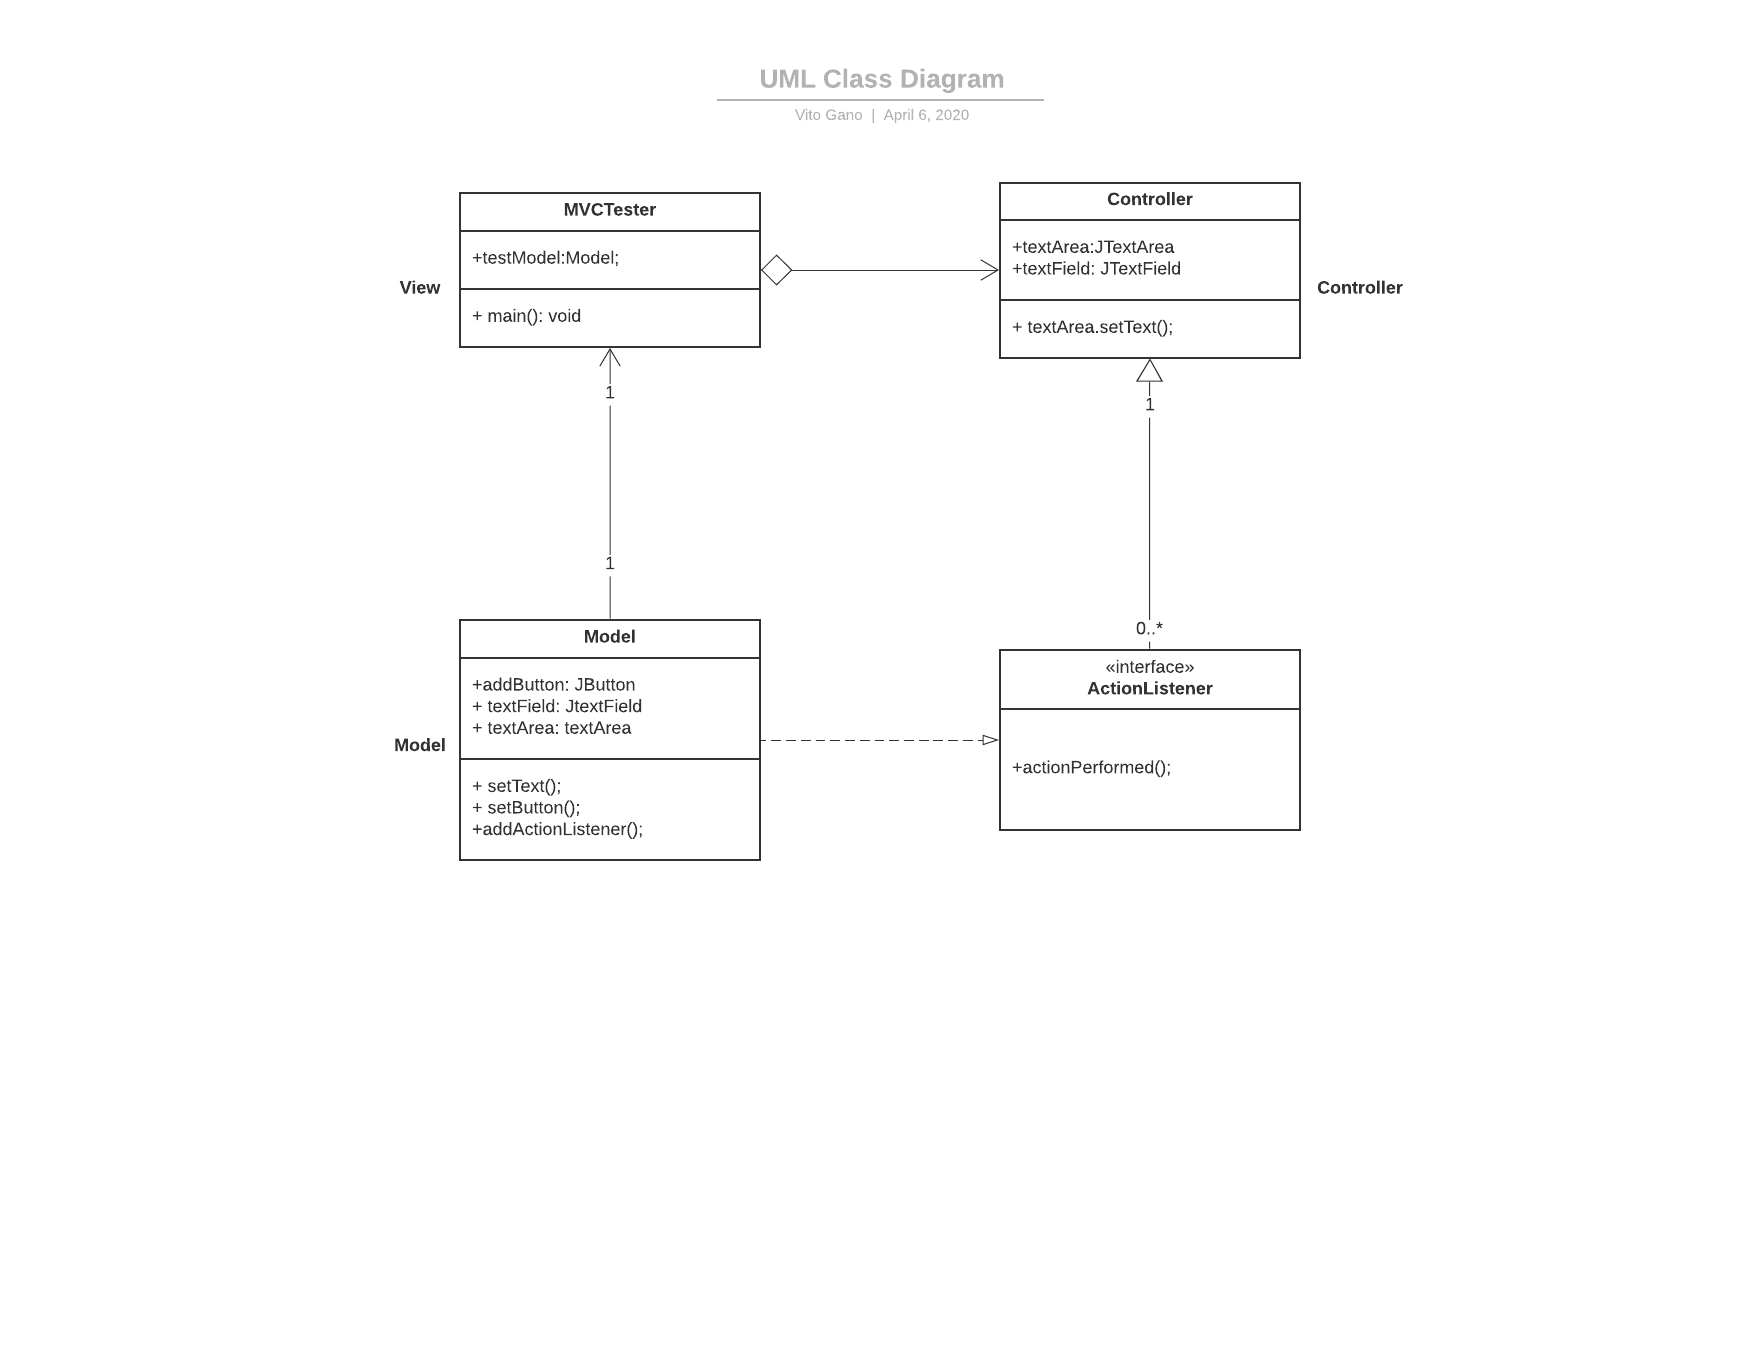 UML Class Diagram
Vito Gano | April 6, 2020
MVCTester
+testModel:Model;
+ main(): void
View
Controller
+textArea:JTextArea
+textField: JTextField
+ textArea.setText();
Controller
1
1
1
0..*
Model
+addButton: JButton
+ textField: JtextField
+ textArea: textArea
+ setText();
+ setButton();
+addActionListener();
Model
«interface»
ActionListener
+actionPerformed();